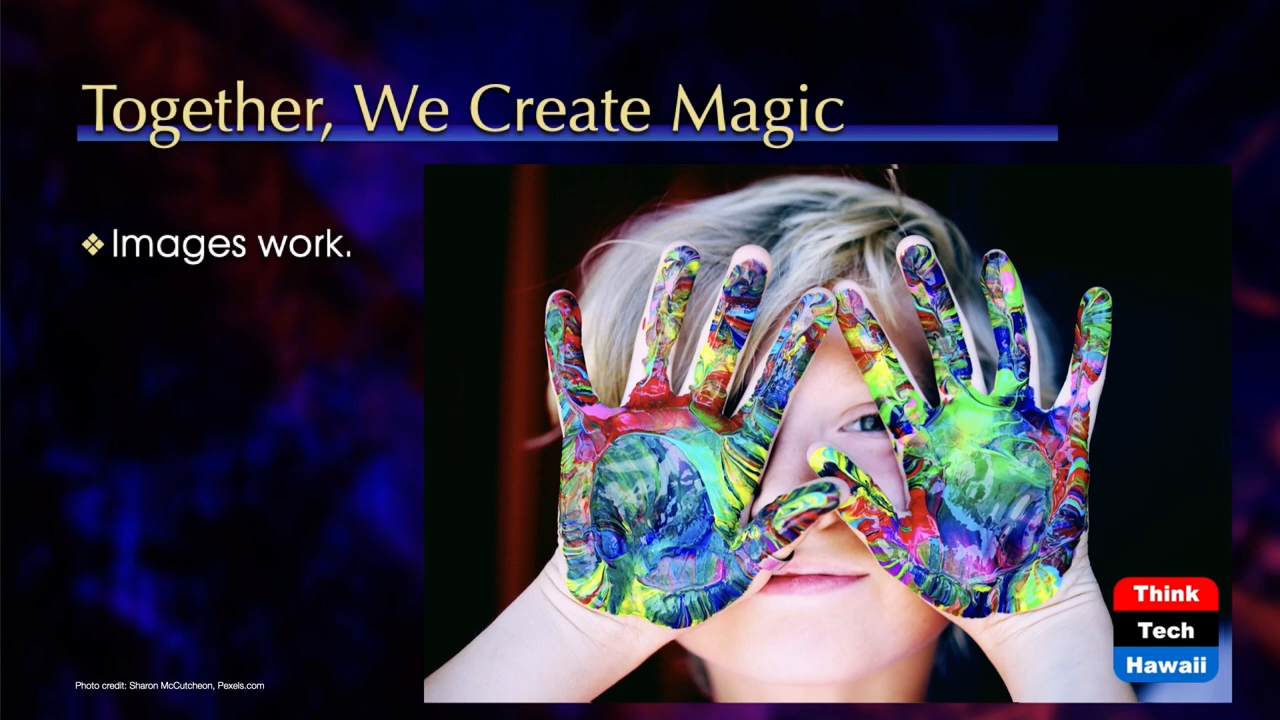 Together, We Create Magic
❖ Images work.
Think
Tech
Hawaii
Photo credit: Sharon McCutcheon, Pexels.com